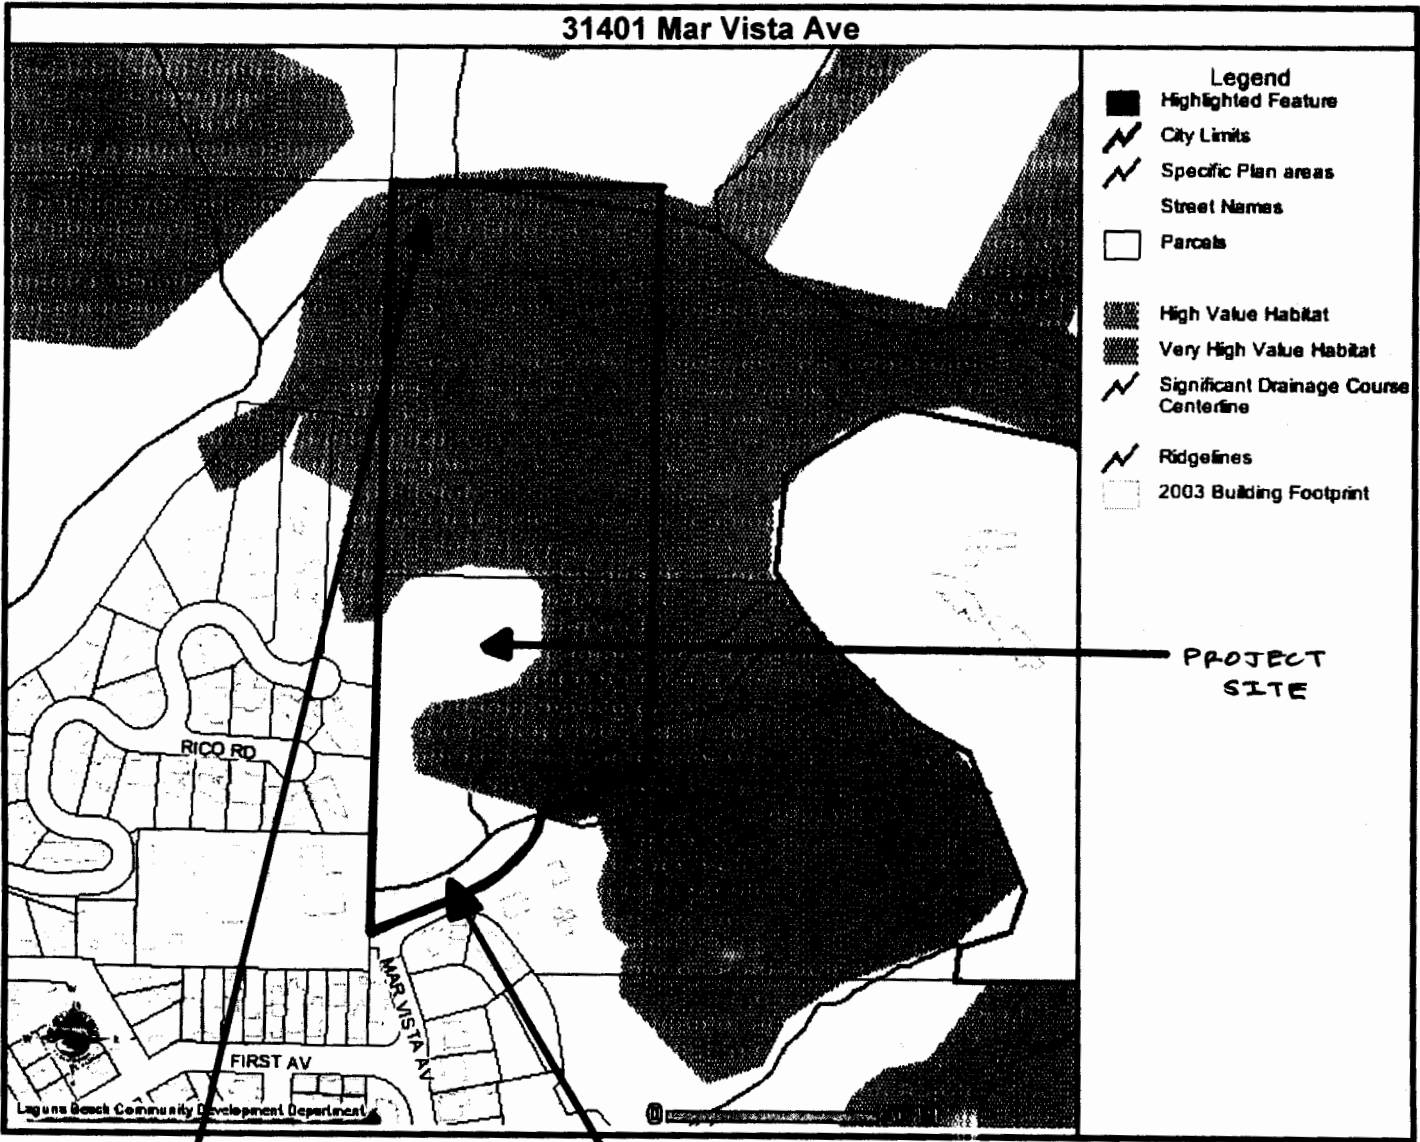 31401 Mar Vista Ave
Legend
Highlighted Feature
City Limits
Specific Plan areas
Street Names
Parcels
High Value Habitat
Very High Value Habitat
Significant Drainage Course
Centerline
Ridgelines
2003 Building Footprint
PROJECT
SITE
RICO RD
MAR VISTA AV
FIRST AV
Laguna Beach Community Development Department
0